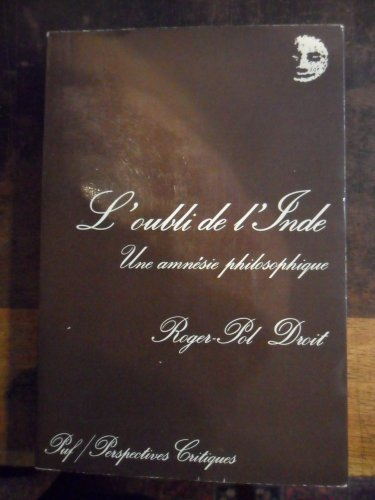 L'oubli de l'Inde
Une amnésie philosophique
Roger-Pol Droit
Puf/Perspectives Critiques